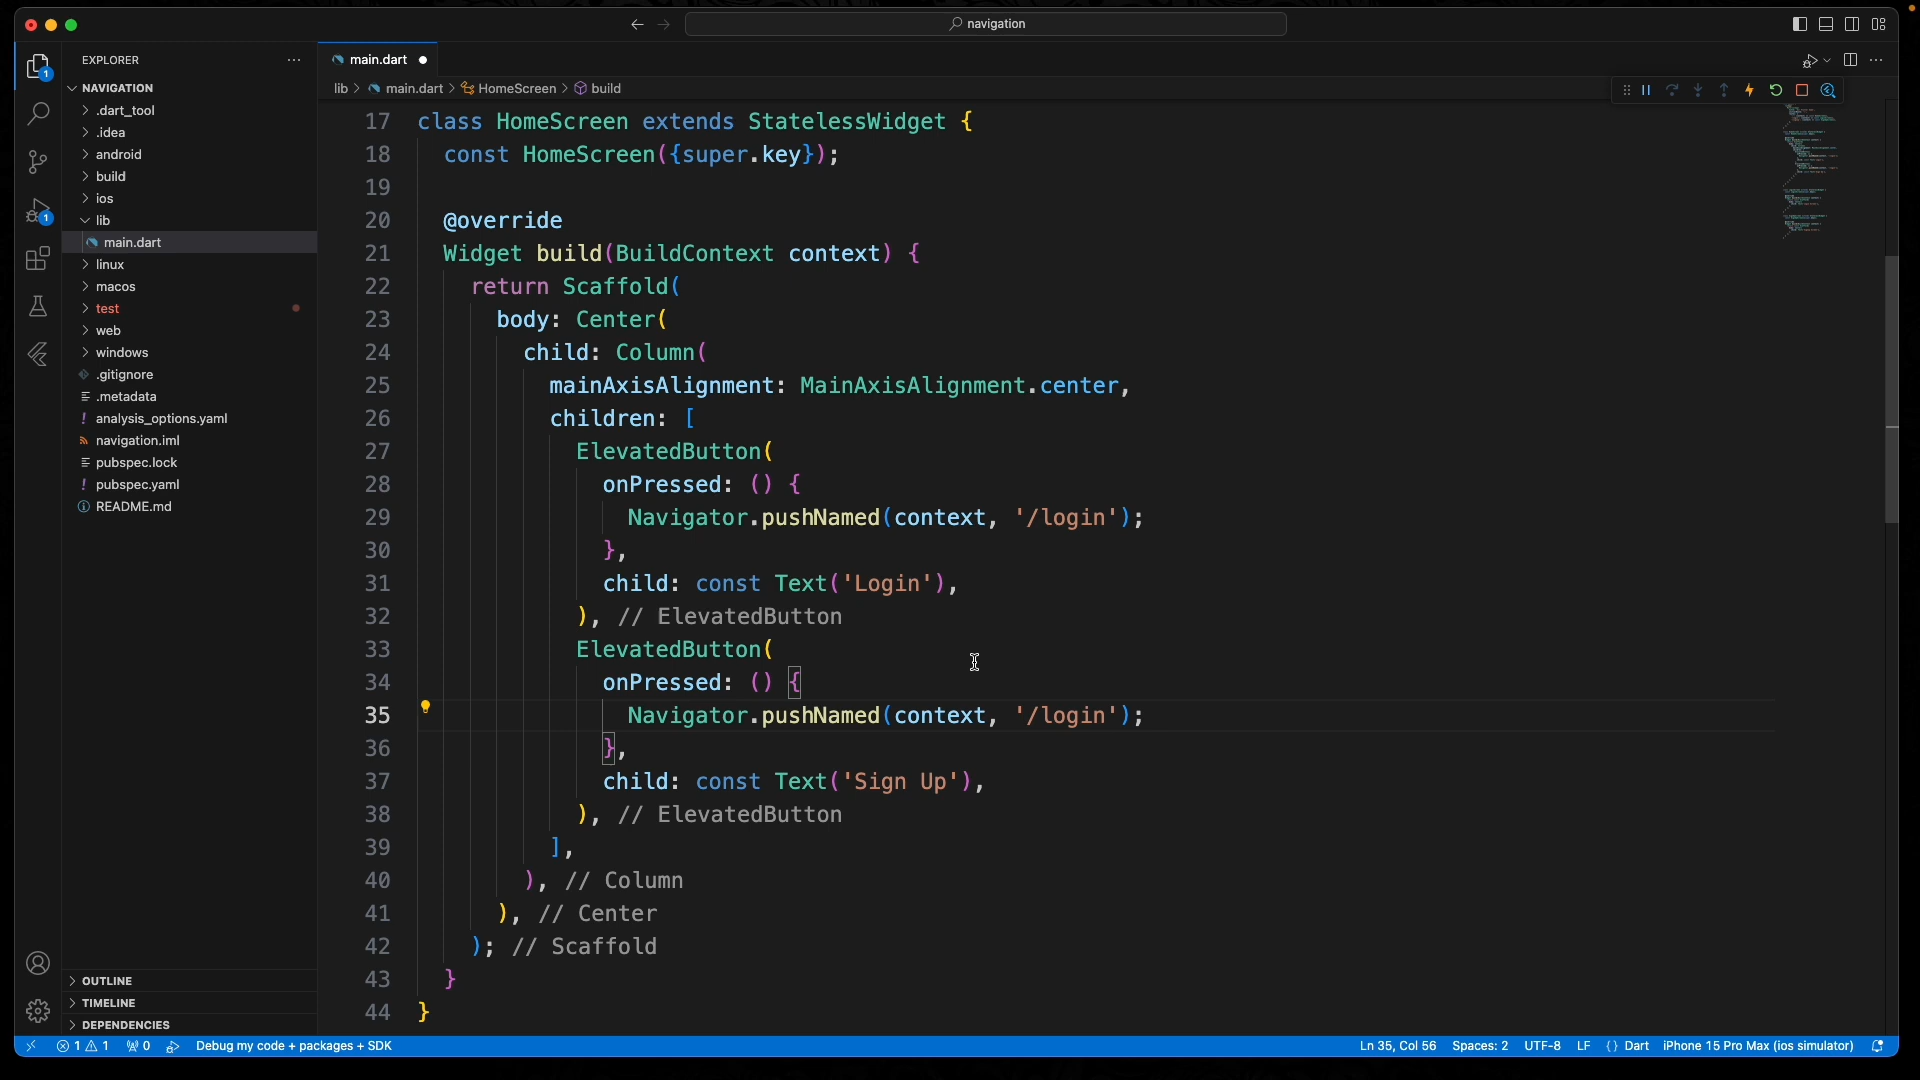 navigation
EXPLORER
main.dart
lib > main.dart > HomeScreen > build
NAVIGATION
.dart_tool
.idea
android
build
ios
lib
main.dart
linux
macos
test
web
windows
.gitignore
.metadata
analysis_options.yaml
navigation.iml
pubspec.lock
pubspec.yaml
README.md
OUTLINE
TIMELINE
DEPENDENCIES
17 class HomeScreen extends StatelessWidget {
18 const HomeScreen({super.key});
19
20 @override
21 Widget build(BuildContext context) {
22 return Scaffold(
23 body: Center(
24 child: Column(
25 mainAxisAlignment: MainAxisAlignment.center,
26 children: [
27 ElevatedButton(
28 onPressed: () {
29 Navigator.pushNamed(context, '/login');
30 },
31 child: const Text('Login'),
32 ), // ElevatedButton
33 ElevatedButton(
34 onPressed: () {
35 Navigator.pushNamed(context, '/login');
36 },
37 child: const Text('Sign Up'),
38 ), // ElevatedButton
39 ],
40 ), // Column
41 ), // Center
42 ); // Scaffold
43 }
44 }
1 1 0 Debug my code + packages + SDK
Ln 35, Col 56 Spaces: 2 UTF-8 LF {} Dart iPhone 15 Pro Max (ios simulator)